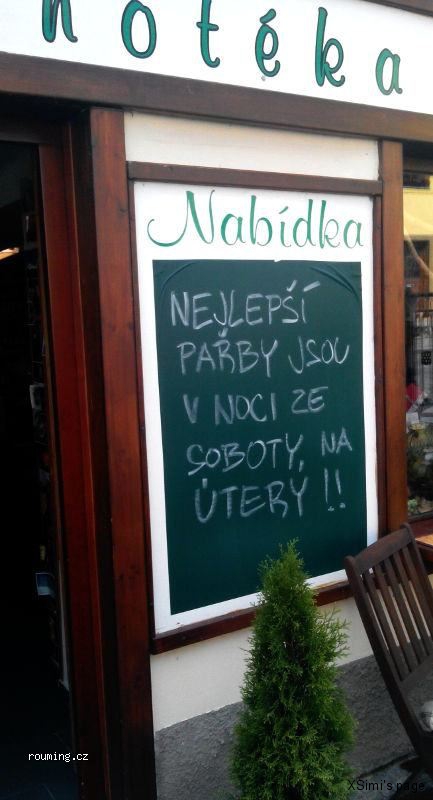 notéka
Nabídka
NEJLEPŠÍ
PAŘBY JSOU
V NOCI ZE
SOBOTY, NA
ÚTERÝ !!
rouming.cz
XSimi's page